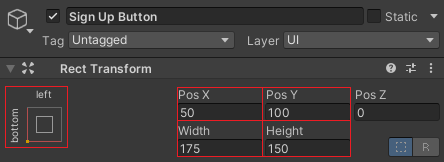 Sign Up Button
Static
Tag Untagged Layer UI
Rect Transform
left
bottom
Pos X Pos Y Pos Z
50 100 0
Width Height
175 150
R